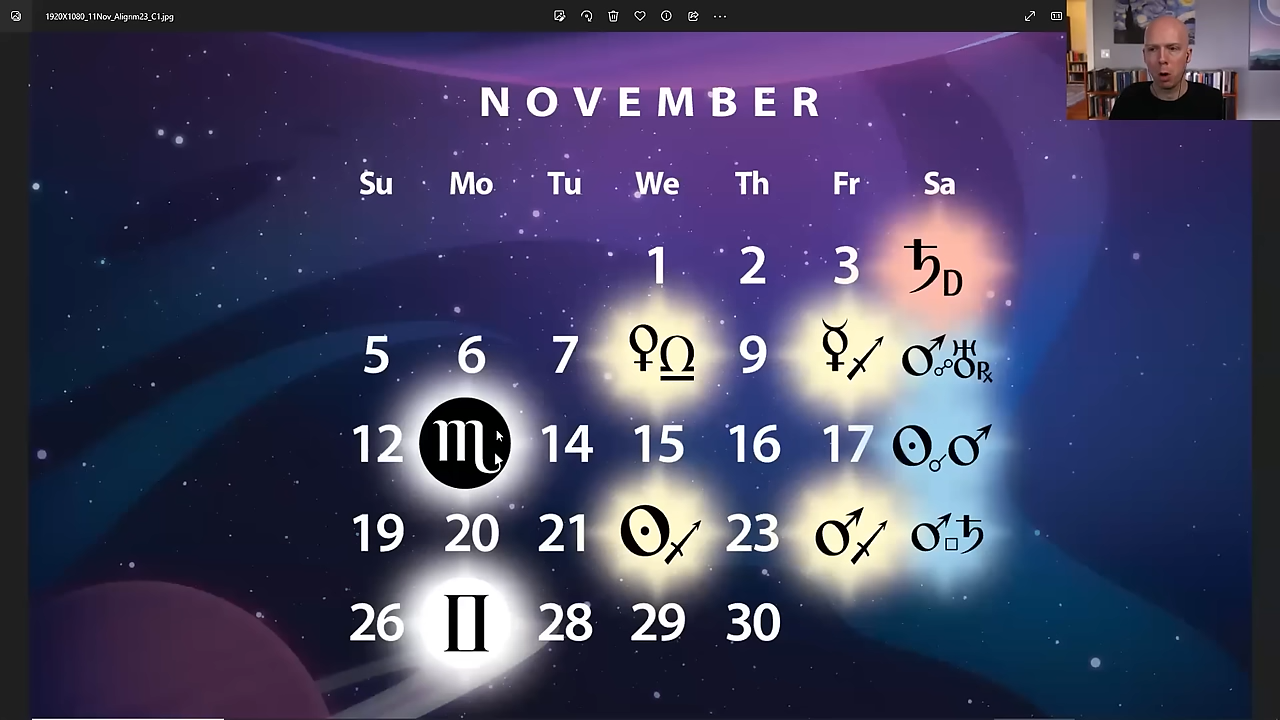 1920X1080_11Nov_Alignm23_C1.jpg
NOVEMBER
Su Mo Tu We Th Fr Sa
1 2 3 ♄D
5 6 7 ♀♎ 9 ☿♐ ♂☍♅℞
12 ♏ 14 15 16 17 ☉☌♂
19 20 21 ☉♐ 23 ♂♐ ♂□♄
26 ♊ 28 29 30